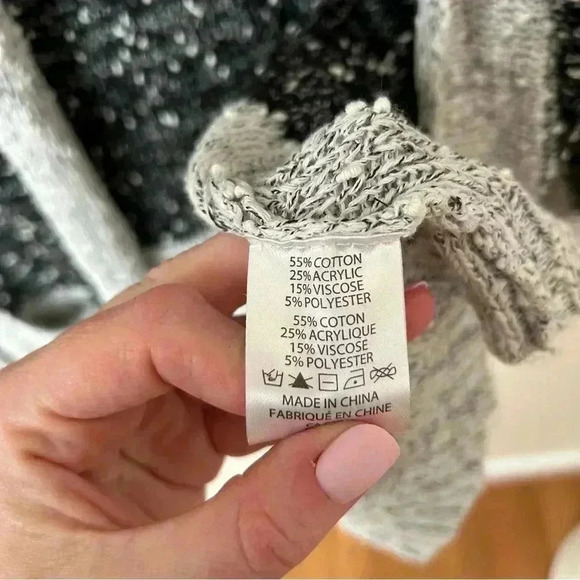 55% COTTON
25% ACRYLIC
15% VISCOSE
5% POLYESTER
55% COTON
25% ACRYLIQUE
15% VISCOSE
5% POLYESTER
MADE IN CHINA
FABRIQUÉ EN CHINE